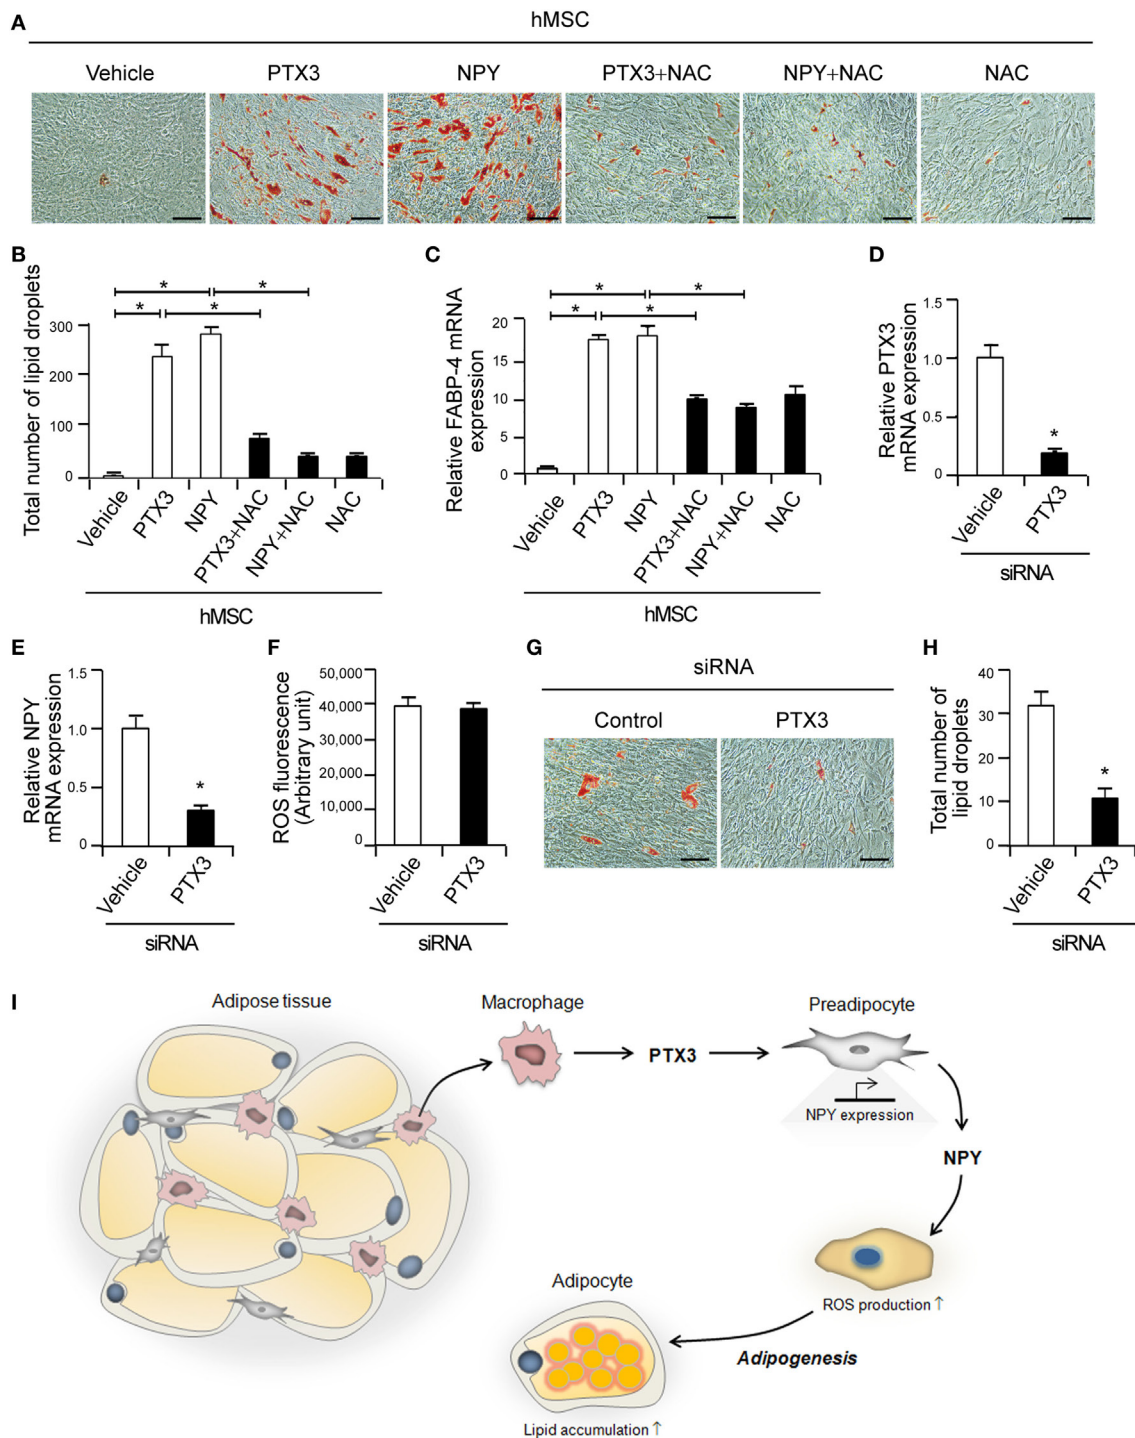 A
hMSC
Vehicle PTX3 NPY PTX3+NAC NPY+NAC NAC
B
Total number of lipid droplets
300
200
100
0
* *
* *
Vehicle PTX3 NPY PTX3+NAC NPY+NAC NAC
hMSC
C
Relative FABP-4 mRNA
expression
20
15
10
5
0
* *
* *
Vehicle PTX3 NPY PTX3+NAC NPY+NAC NAC
hMSC
D
Relative PTX3
mRNA expression
1.5
1.0
0.5
0
*
Vehicle PTX3
siRNA
E
Relative NPY
mRNA expression
1.5
1.0
0.5
0
*
Vehicle PTX3
siRNA
F
ROS fluorescence
(Arbitrary unit)
50,000
40,000
30,000
20,000
10,000
0
Vehicle PTX3
siRNA
G
siRNA
Control PTX3
H
Total number of
lipid droplets
40
30
20
10
0
*
Vehicle PTX3
siRNA
I
Adipose tissue
Macrophage
PTX3
Preadipocyte
NPY expression
NPY
ROS production ↑
Adipogenesis
Adipocyte
Lipid accumulation ↑